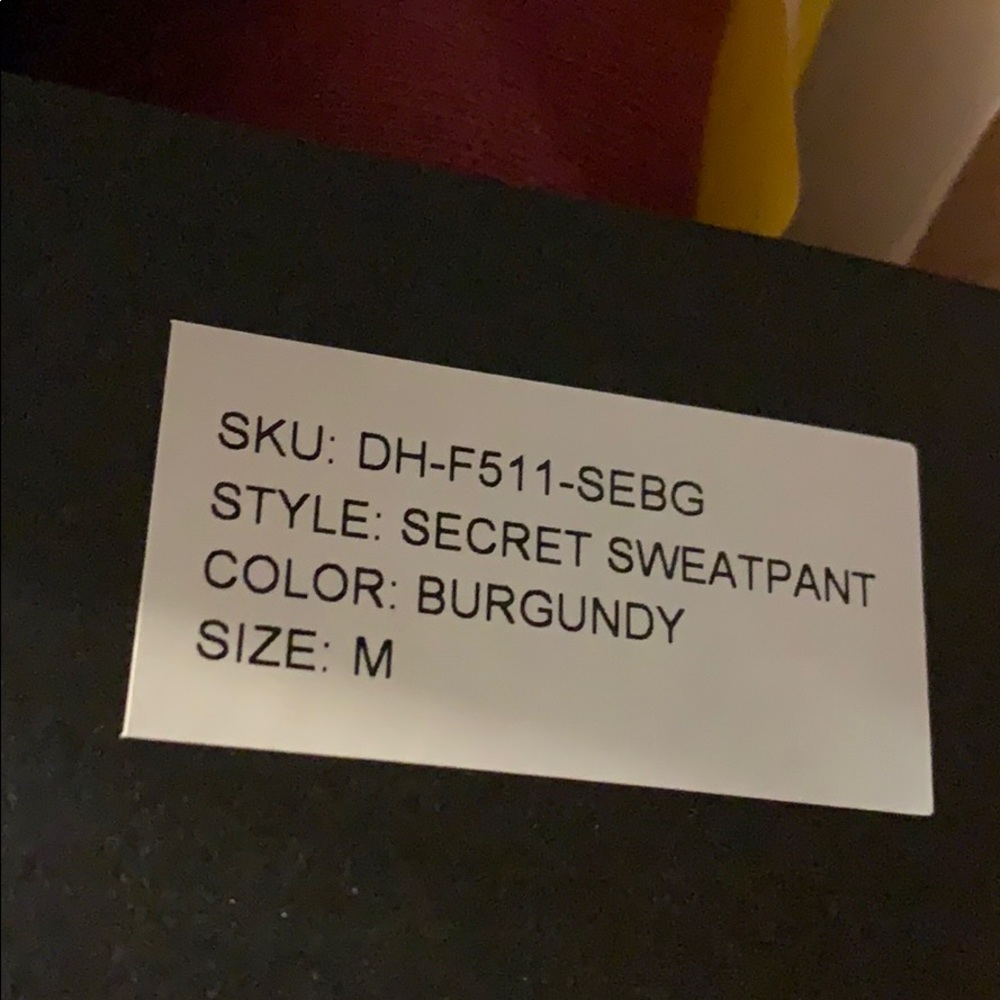 SKU: DH-F511-SEBG
STYLE: SECRET SWEATPANT
COLOR: BURGUNDY
SIZE: M